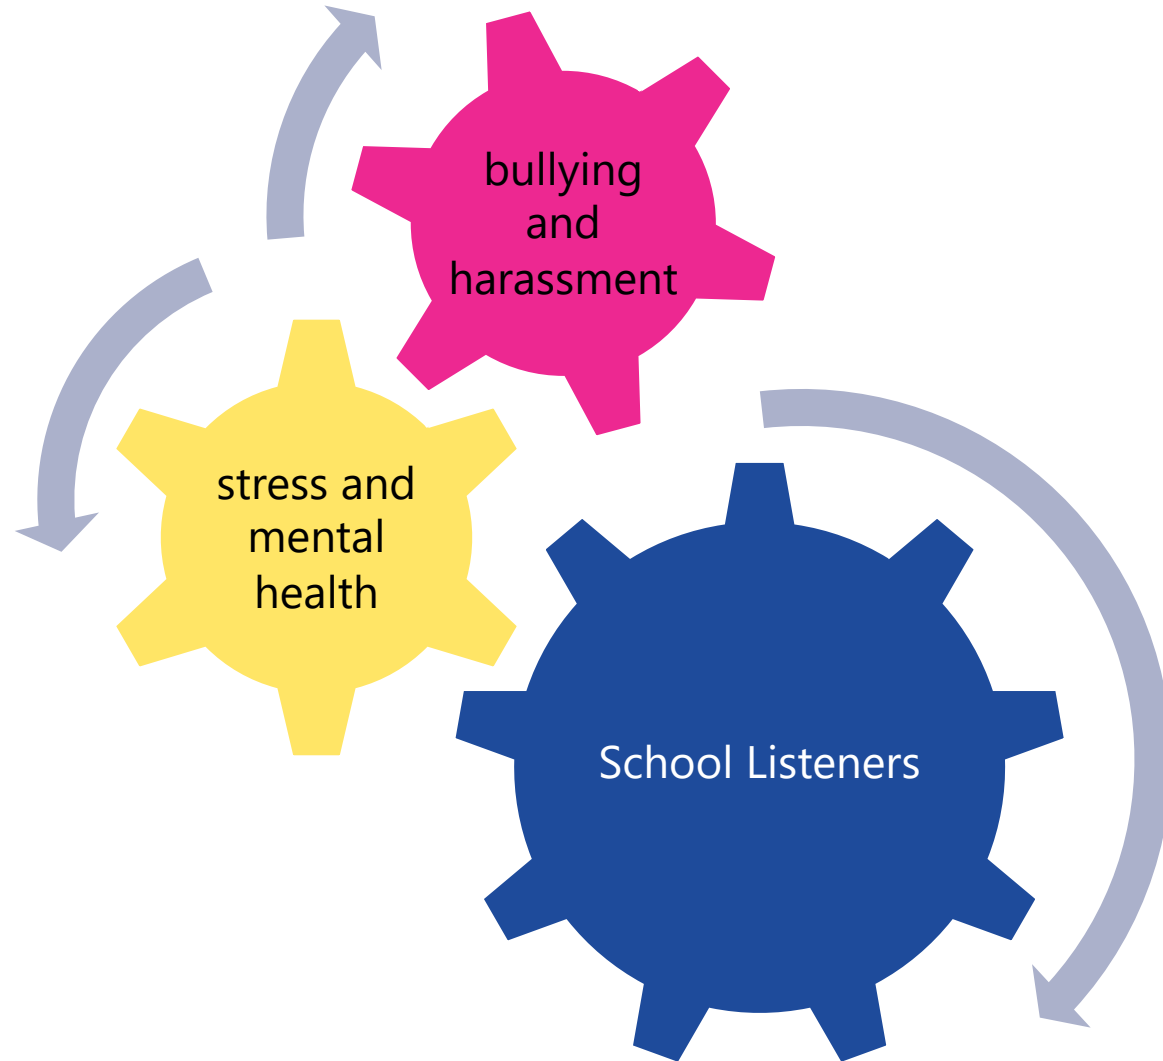 bullying
and
harassment
stress and
mental
health
School Listeners